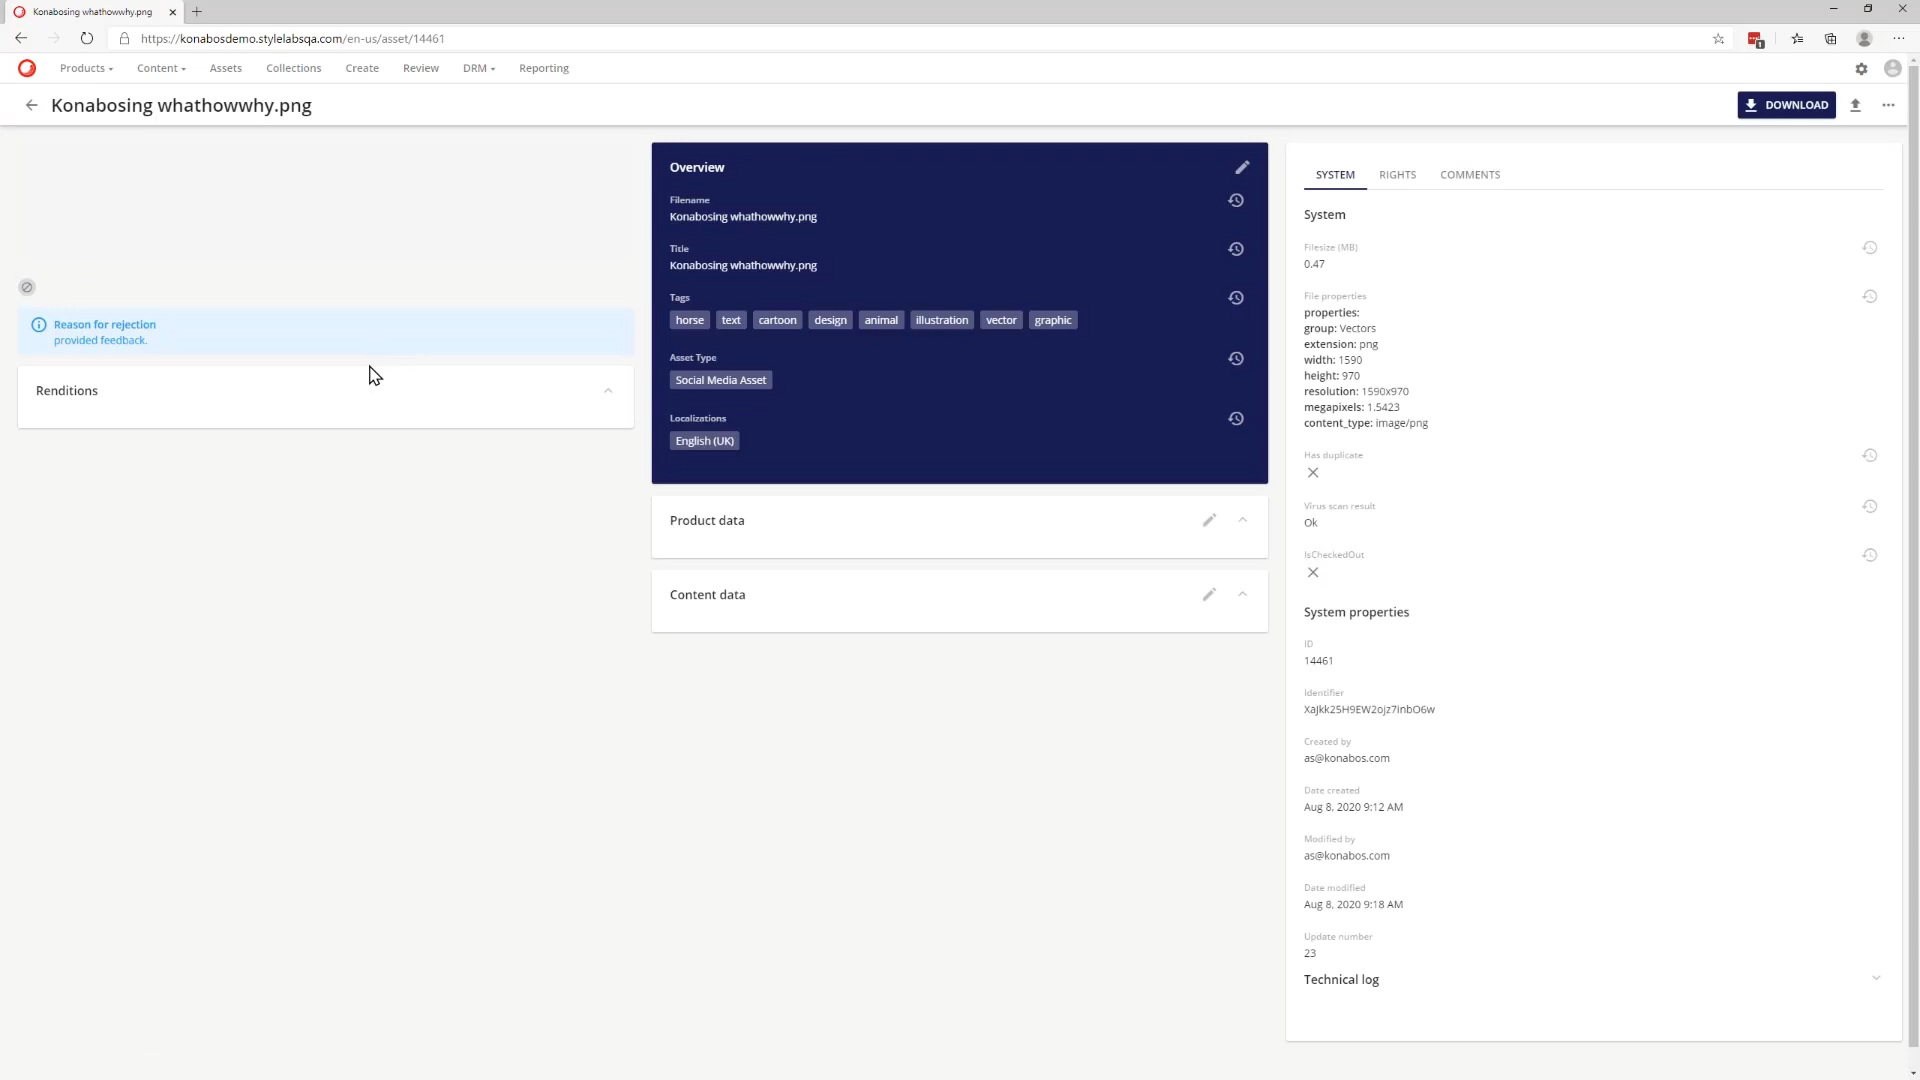 Konabosing whathowwhy.png
https://konabosdemo.stylelabsqa.com/en-us/asset/14461
1
Products
Content
Assets
Collections
Create
Review
DRM
Reporting
Konabosing whathowwhy.png
DOWNLOAD
Reason for rejection
provided feedback.
Renditions
Overview
Filename
Konabosing whathowwhy.png
Title
Konabosing whathowwhy.png
Tags
horse text cartoon design animal illustration vector graphic
Asset Type
Social Media Asset
Localizations
English (UK)
Product data
Content data
SYSTEM RIGHTS COMMENTS
System
Filesize (MB)
0.47
File properties
properties:
group: Vectors
extension: png
width: 1590
height: 970
resolution: 1590x970
megapixels: 1.5423
content_type: image/png
Has duplicate
Virus scan result
Ok
IsCheckedOut
System properties
ID
14461
Identifier
Created by
as@konabos.com
Date created
Aug 8, 2020 9:12 AM
Modified by
as@konabos.com
Date modified
Aug 8, 2020 9:18 AM
Update number
23
Technical log